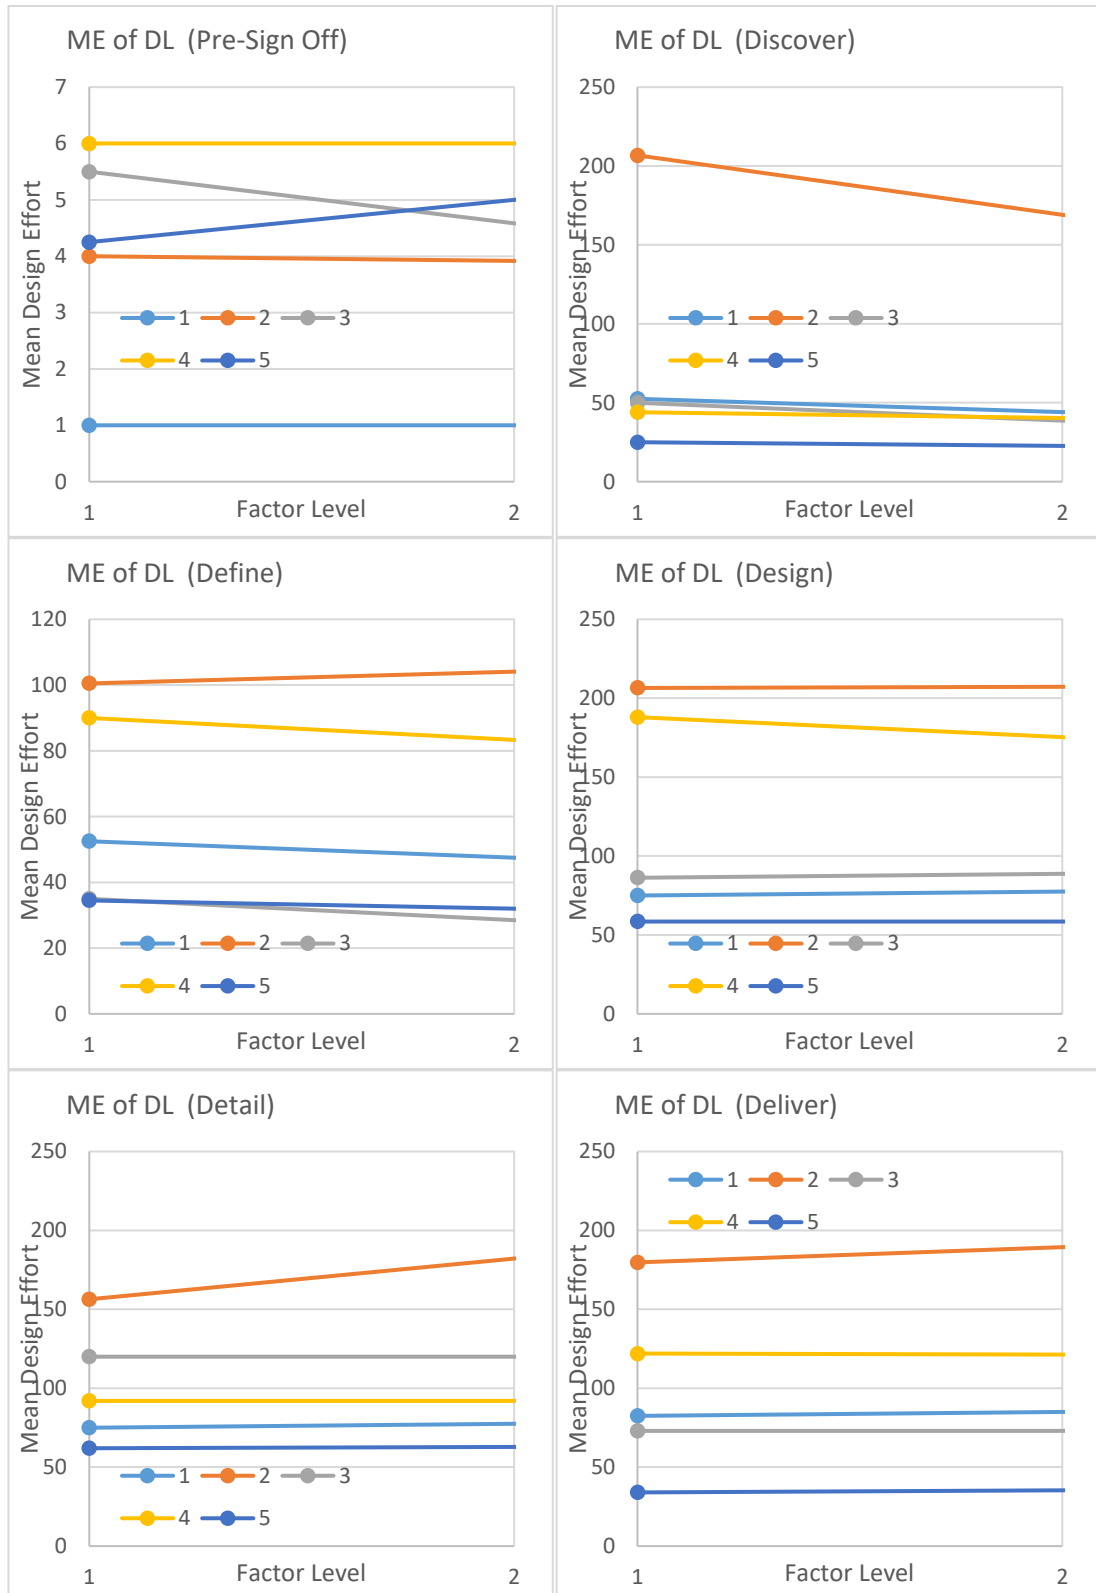 ME of DL (Pre-Sign Off)
7
6
5
4
3
2
1
0
Mean Design Effort
1 2 3
4 5
1 Factor Level 2
ME of DL (Discover)
250
200
150
100
50
0
Mean Design Effort
1 2 3
4 5
1 Factor Level 2
ME of DL (Define)
120
100
80
60
40
20
0
Mean Design Effort
1 2 3
4 5
1 Factor Level 2
ME of DL (Design)
250
200
150
100
50
0
Mean Design Effort
1 2 3
4 5
1 Factor Level 2
ME of DL (Detail)
250
200
150
100
50
0
Mean Design Effort
1 2 3
4 5
1 Factor Level 2
ME of DL (Deliver)
250
200
150
100
50
0
Mean Design Effort
1 2 3
4 5
1 Factor Level 2